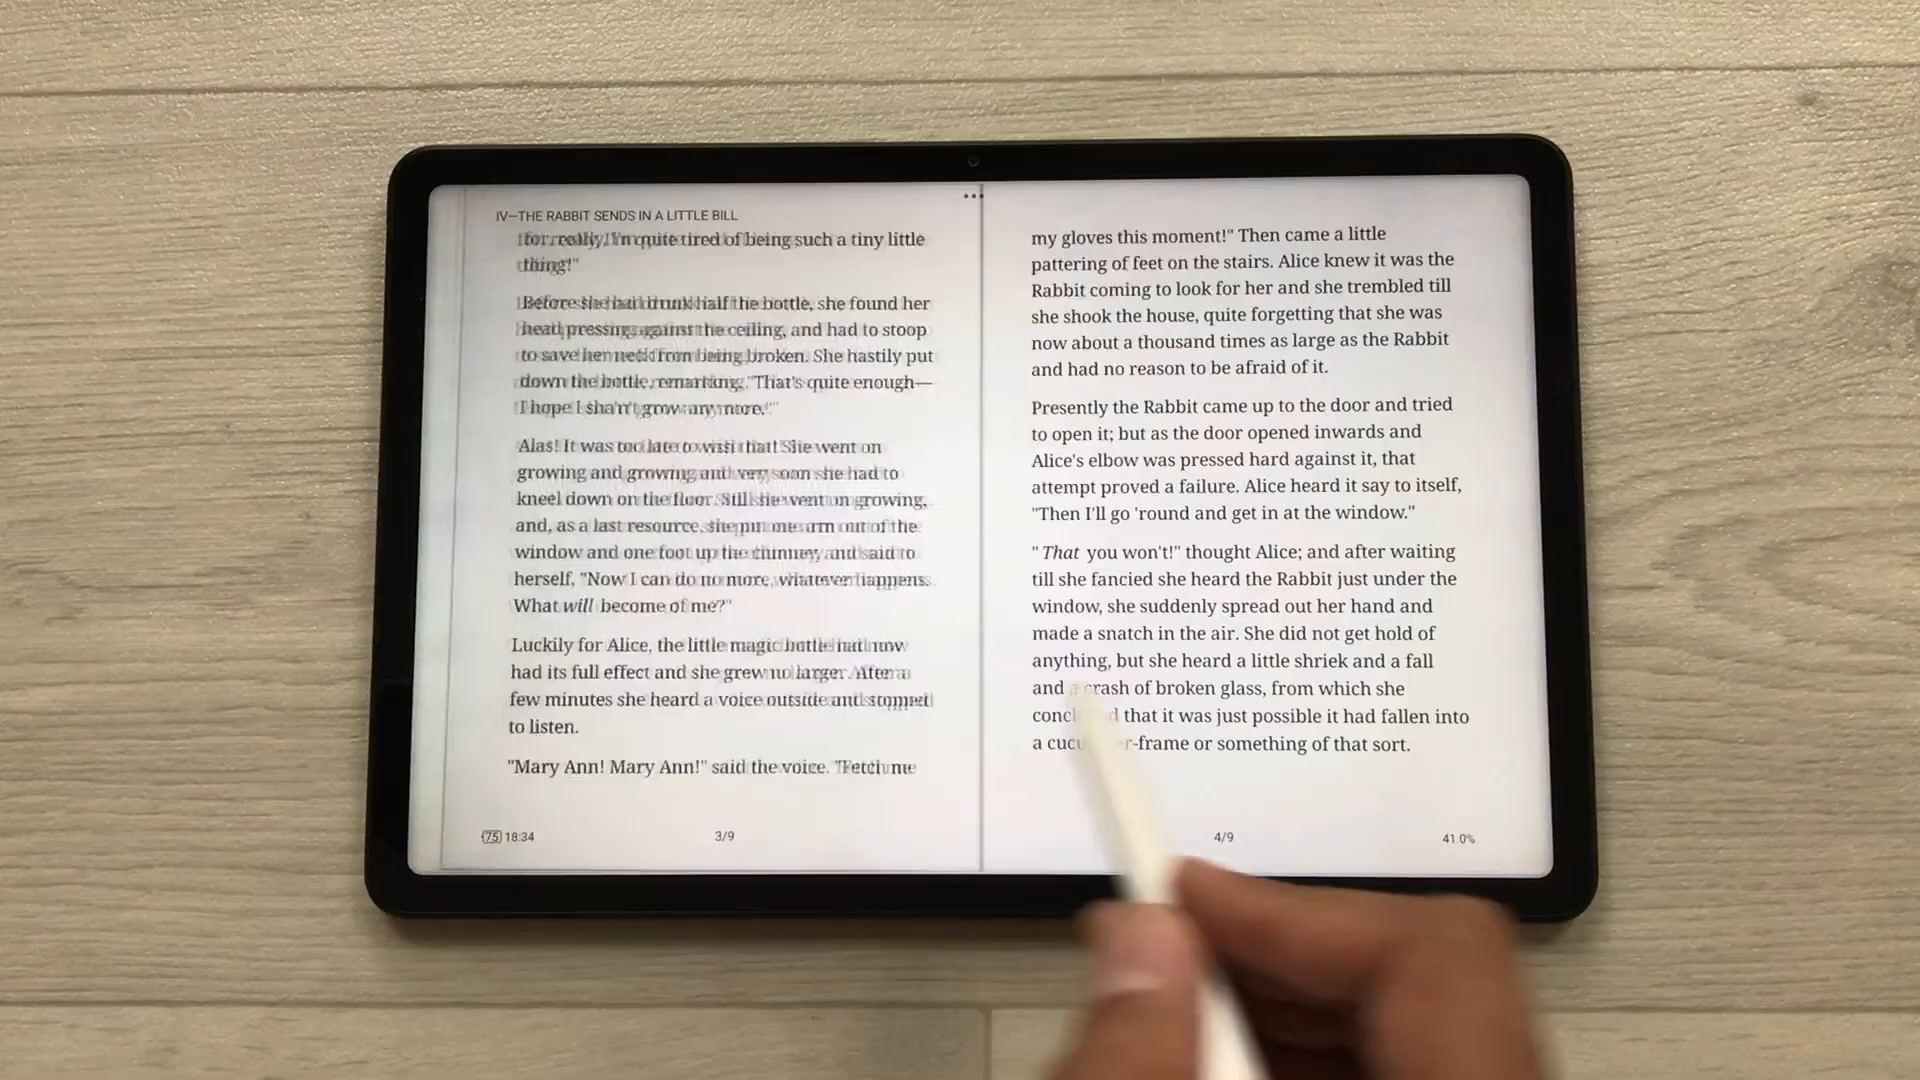 IV—THE RABBIT SENDS IN A LITTLE BILL
for, really, I'm quite tired of being such a tiny little
thing!"
Before she had drunk half the bottle, she found her
head pressing against the ceiling, and had to stoop
to save her neck from being broken. She hastily put
down the bottle, remarking, "That's quite enough—
I hope I sha'n't grow any more."
Alas! It was too late to wish that! She went on
growing and growing and very soon she had to
kneel down on the floor. Still she went on growing,
and, as a last resource, she put one arm out of the
window and one foot up the chimney, and said to
herself, "Now I can do no more, whatever happens.
What will become of me?"
Luckily for Alice, the little magic bottle had now
had its full effect and she grew no larger. After a
few minutes she heard a voice outside and stopped
to listen.
"Mary Ann! Mary Ann!" said the voice. "Fetch me
75 18:34
3/9
my gloves this moment!" Then came a little
pattering of feet on the stairs. Alice knew it was the
Rabbit coming to look for her and she trembled till
she shook the house, quite forgetting that she was
now about a thousand times as large as the Rabbit
and had no reason to be afraid of it.
Presently the Rabbit came up to the door and tried
to open it; but as the door opened inwards and
Alice's elbow was pressed hard against it, that
attempt proved a failure. Alice heard it say to itself,
"Then I'll go 'round and get in at the window."
" That you won't!" thought Alice; and after waiting
till she fancied she heard the Rabbit just under the
window, she suddenly spread out her hand and
made a snatch in the air. She did not get hold of
anything, but she heard a little shriek and a fall
and a crash of broken glass, from which she
that it was just possible it had fallen into
a or something of that sort.
4/9
41.0%